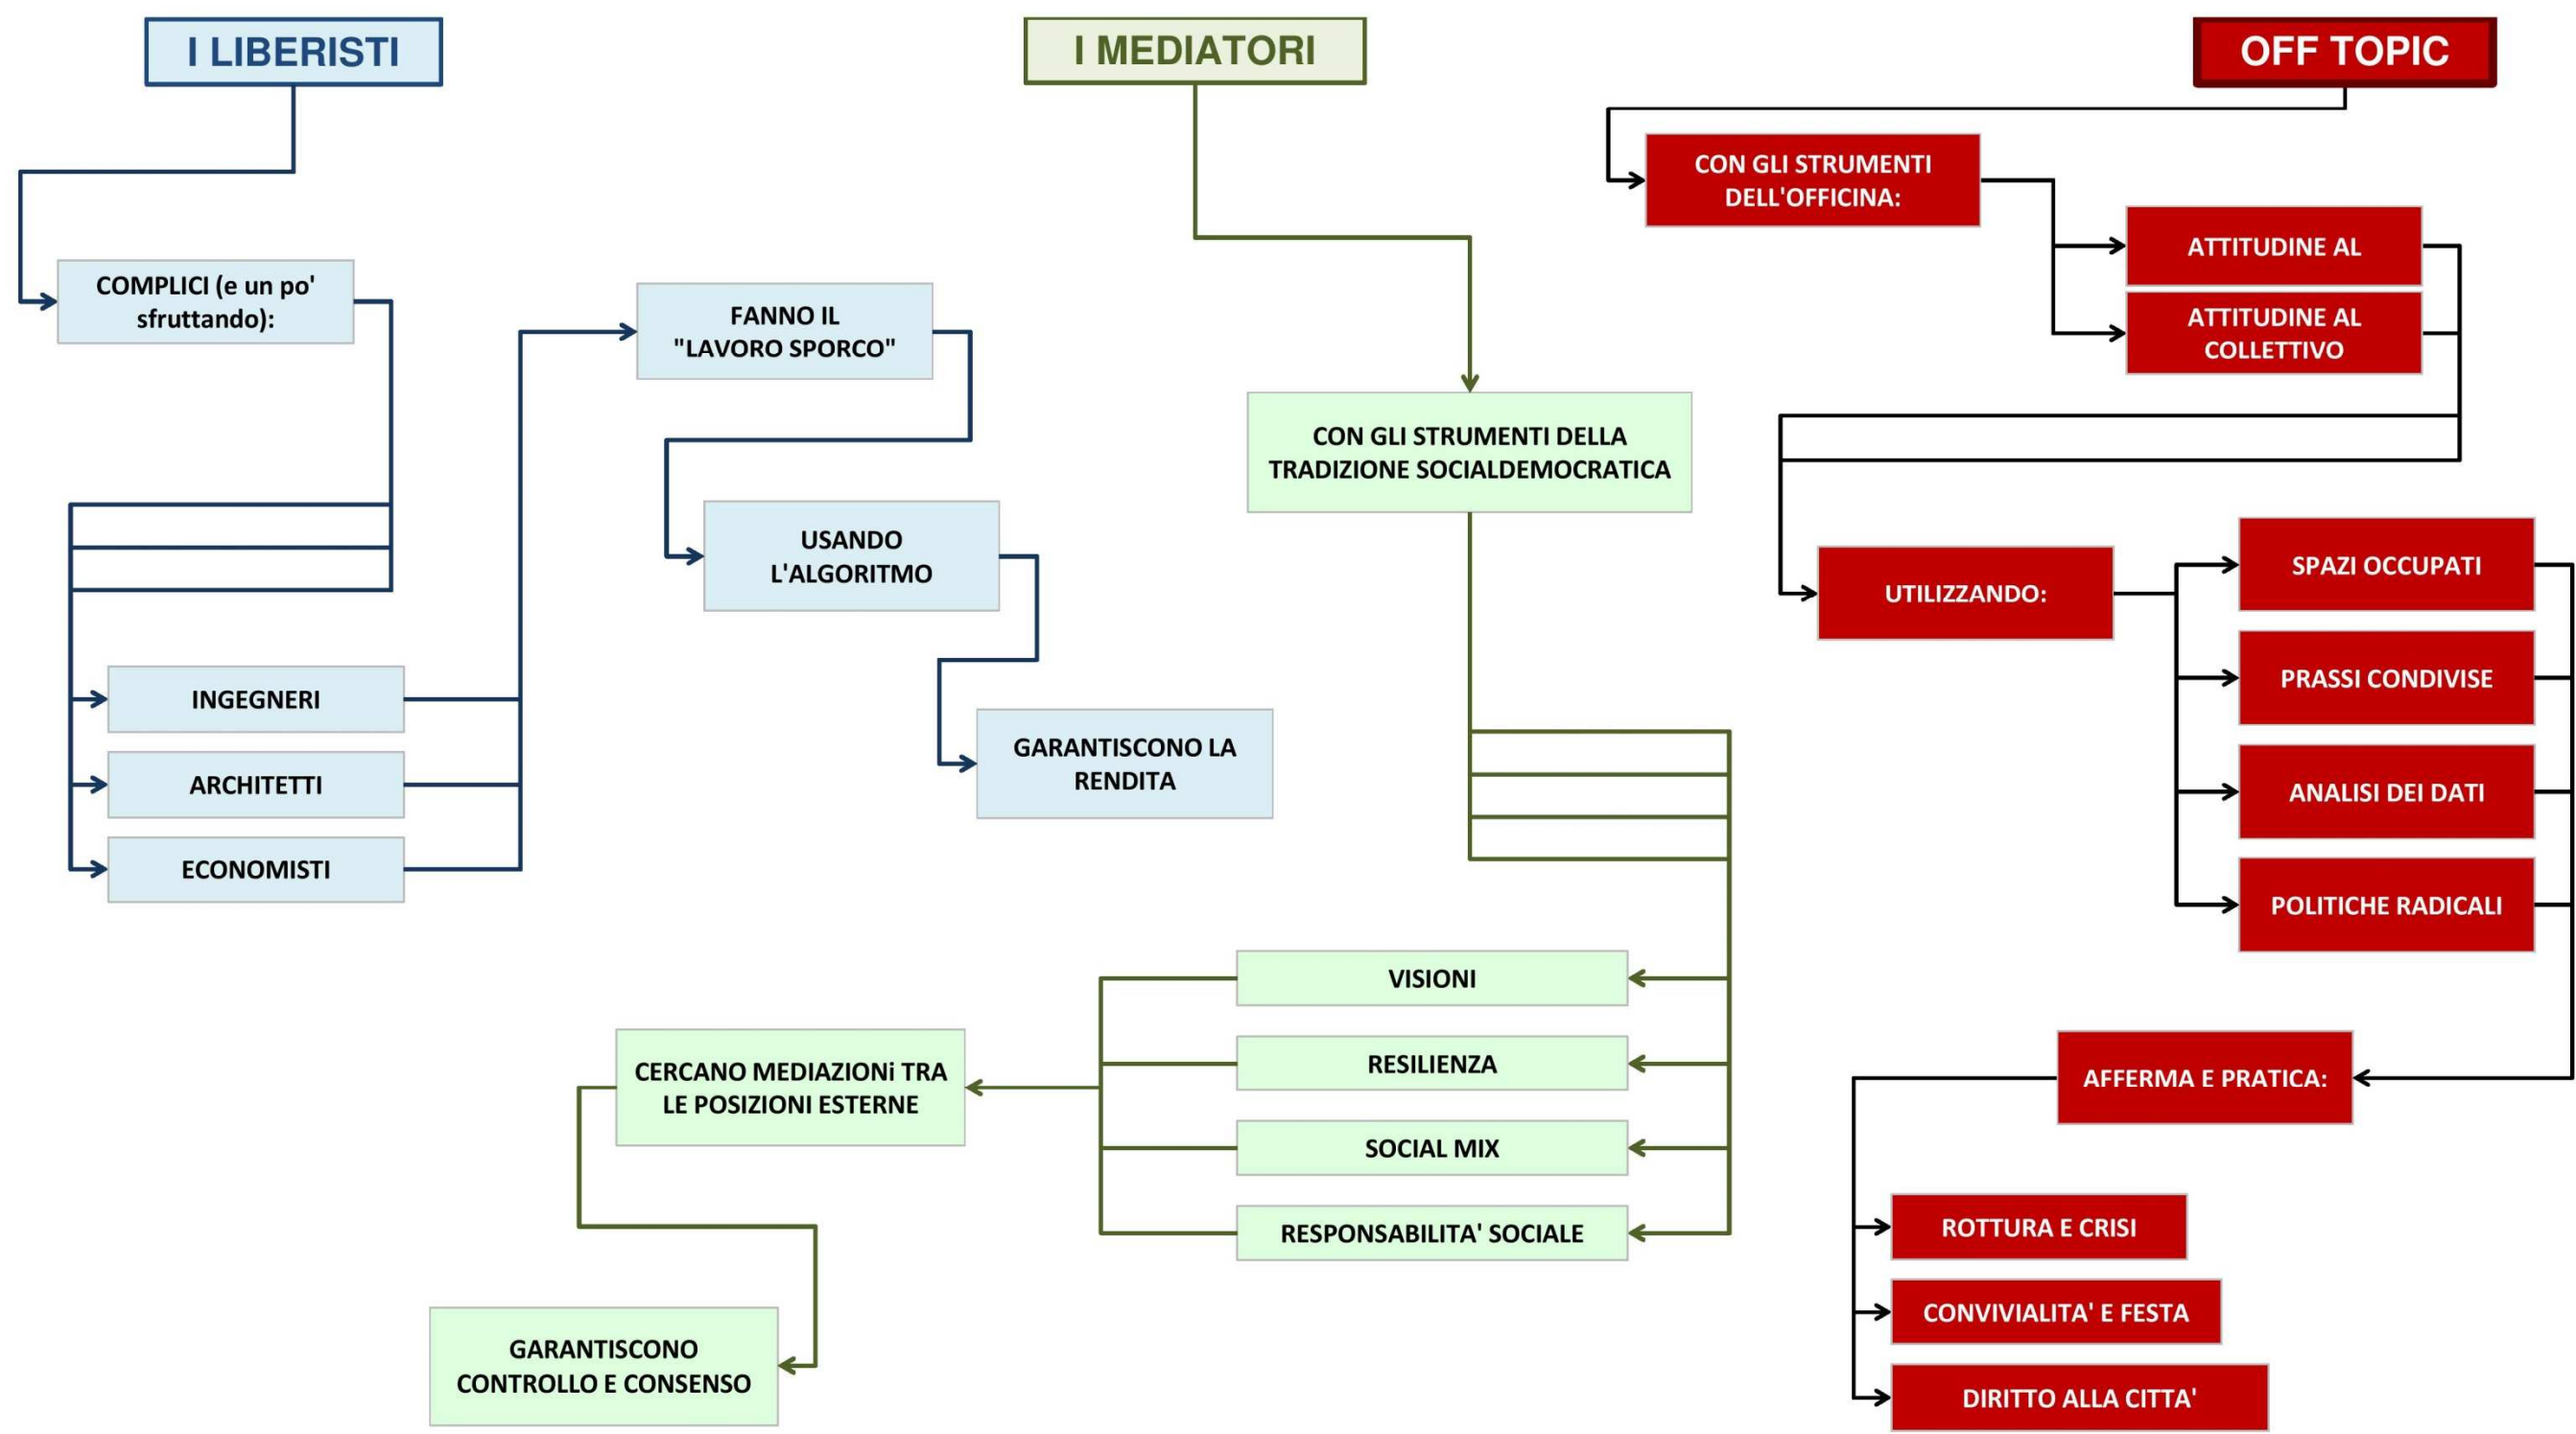 I LIBERISTI
COMPLICI (e un po'
sfruttando):
INGEGNERI
ARCHITETTI
ECONOMISTI
FANNO IL
"LAVORO SPORCO"
USANDO
L'ALGORITMO
GARANTISCONO LA
RENDITA
I MEDIATORI
CON GLI STRUMENTI DELLA
TRADIZIONE SOCIALDEMOCRATICA
VISIONI
RESILIENZA
SOCIAL MIX
RESPONSABILITA' SOCIALE
CERCANO MEDIAZIONi TRA
LE POSIZIONI ESTERNE
GARANTISCONO
CONTROLLO E CONSENSO
OFF TOPIC
CON GLI STRUMENTI
DELL'OFFICINA:
ATTITUDINE AL
ATTITUDINE AL
COLLETTIVO
UTILIZZANDO:
SPAZI OCCUPATI
PRASSI CONDIVISE
ANALISI DEI DATI
POLITICHE RADICALI
AFFERMA E PRATICA:
ROTTURA E CRISI
CONVIVIALITA' E FESTA
DIRITTO ALLA CITTA'